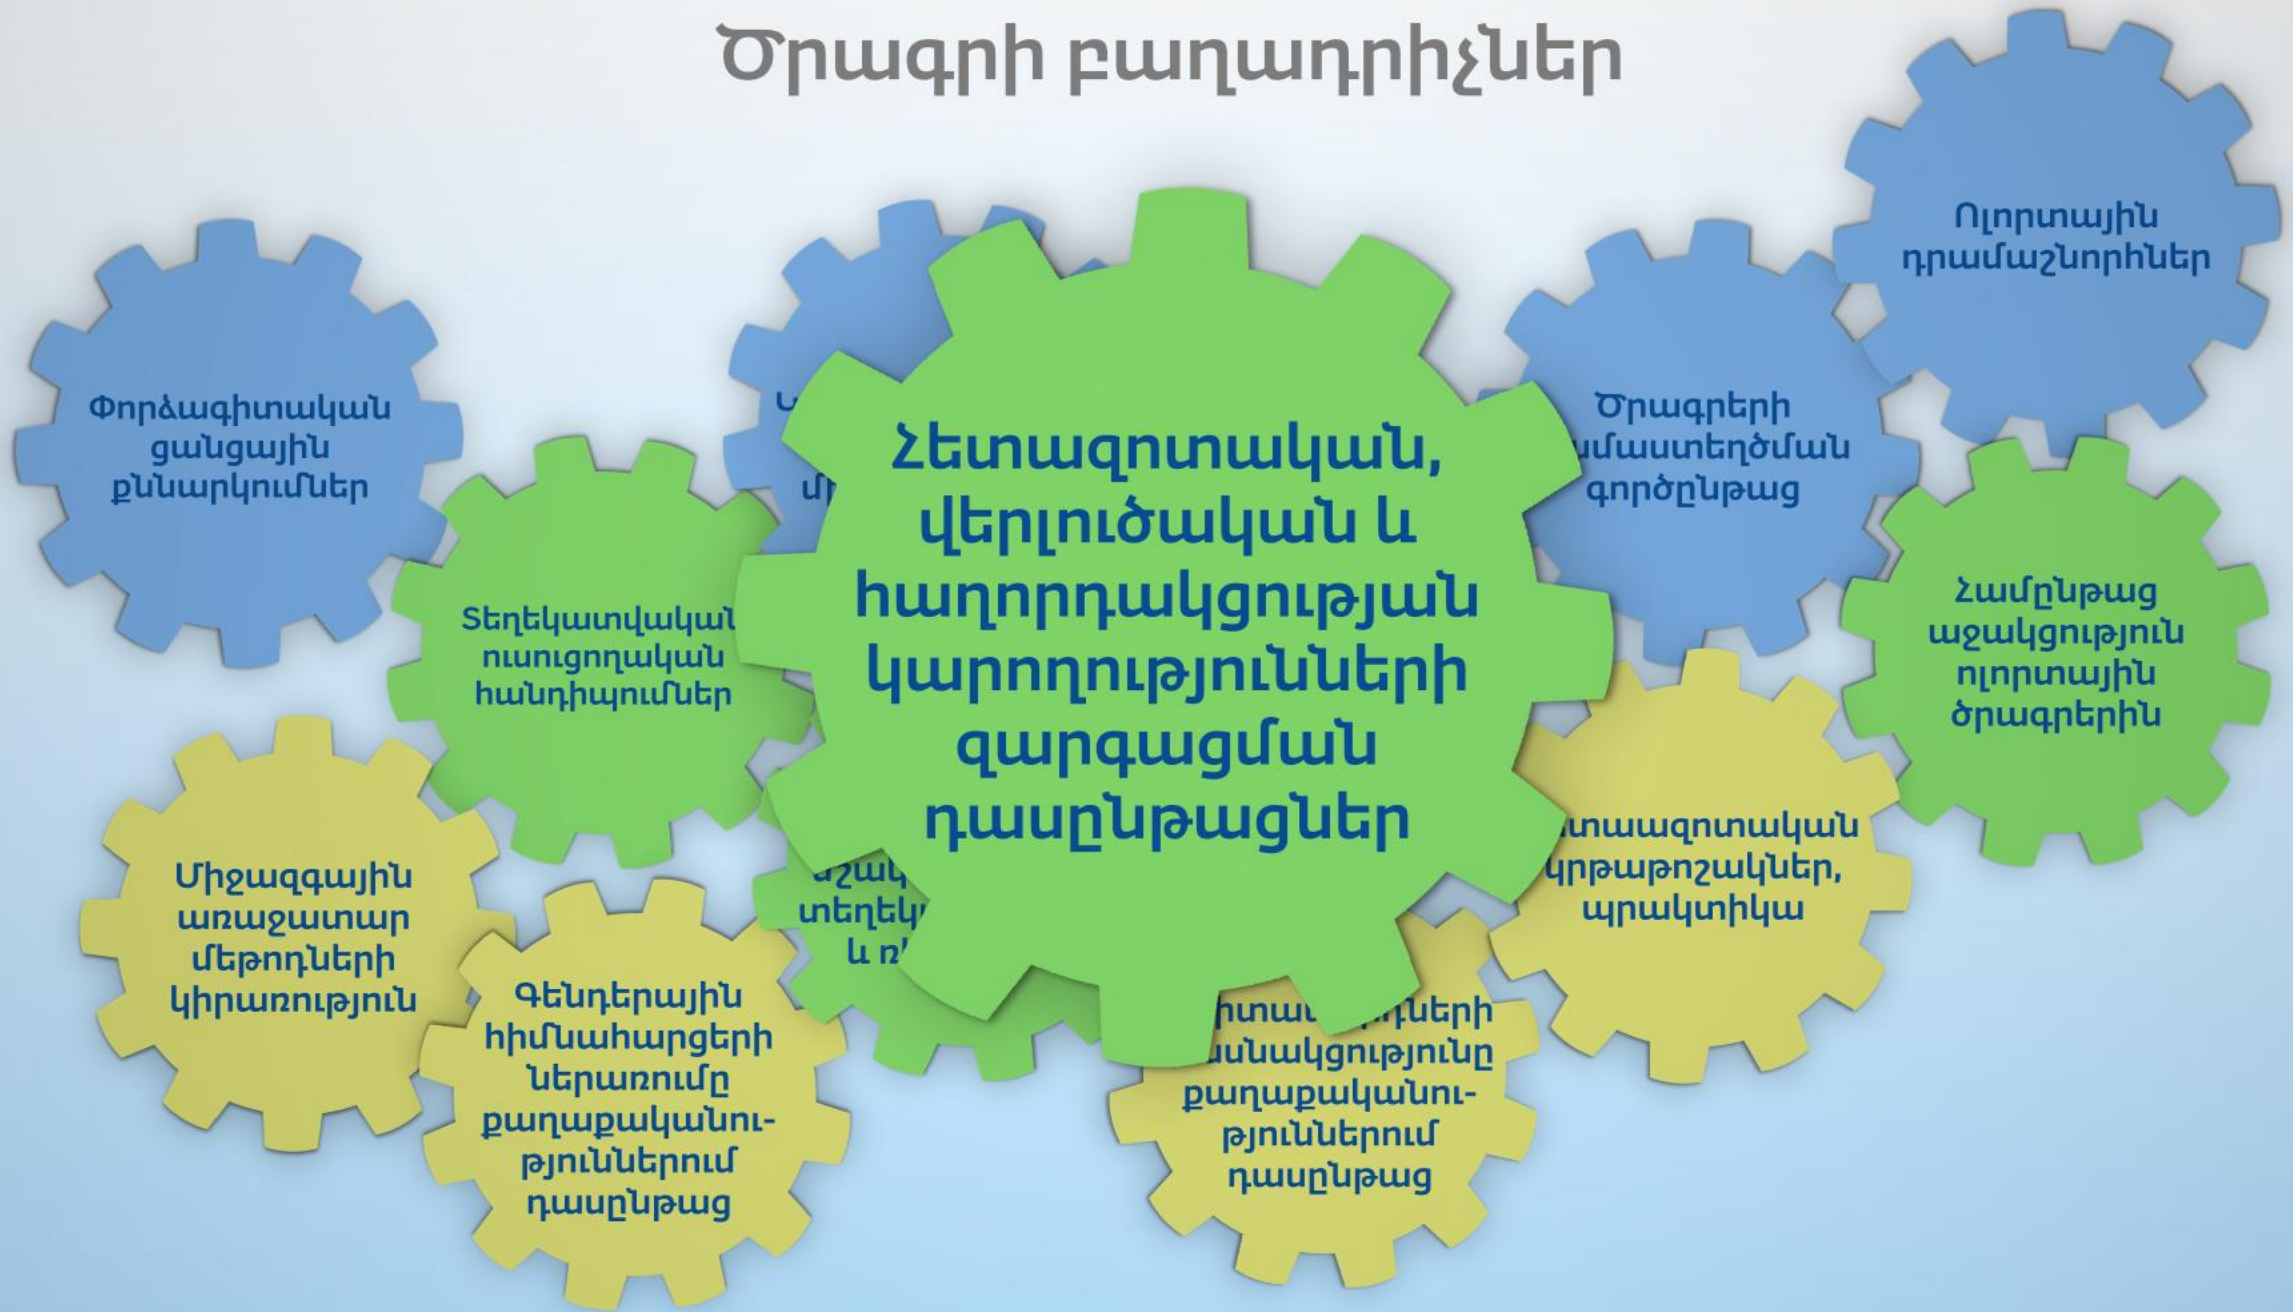 Ծրագրի բաղադրիչներ
Փորձագիտական
ցանցային
քննարկումներ
Տեղեկատվական
ուսուցողական
հանդիպումներ
Միջազգային
առաջատար
մեթոդների
կիրառություն
Գենդերային
հիմնահարցերի
ներառումը
քաղաքականու-
թյուններում
դասընթաց
Հետազոտական,
վերլուծական և
հաղորդակցության
կարողությունների
զարգացման
դասընթացներ
և
քաղաքականու-
թյուններում
դասընթաց
Ծրագրերի
գործընթաց
կրթաթոշակներ,
պրակտիկա
Ոլորտային
դրամաշնորհներ
Համընթաց
աջակցություն
ոլորտային
ծրագրերին